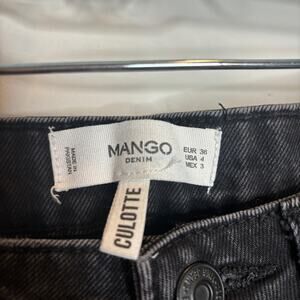 MANGO
DENIM
MADE IN
PAKISTAN
EUR 36
USA 4
MEX 3
CULOTTE